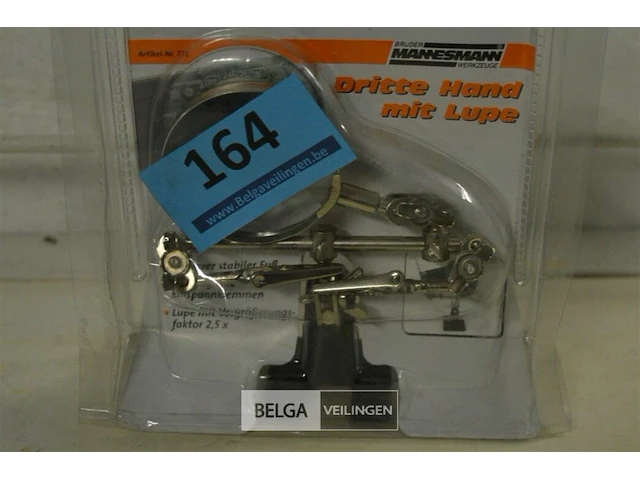 Artikel-Nr.
BRÜDER
MANNESMANN
WERKZEUGE
Dritte Hand
mit Lupe
164
www.Belgaveilingen.be
stabiler Fuß
Einspannklemmen
• Lupe mit Vergrößerungs-
faktor 2,5 x
BELGA VEILINGEN